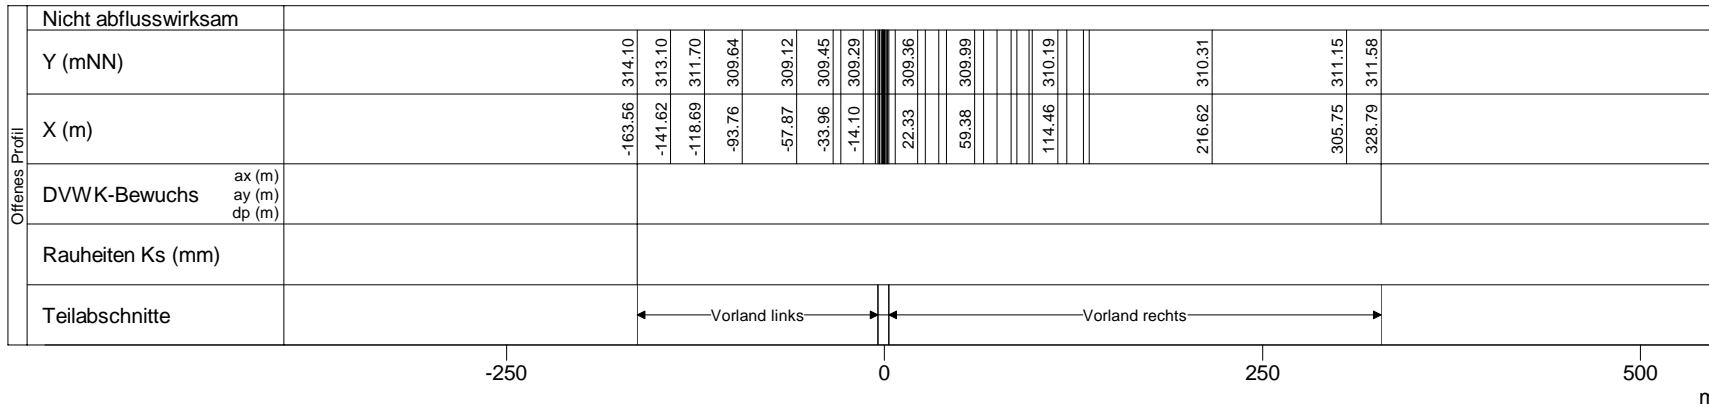 Offenes Profil
Nicht abflusswirksam
Y (mNN) 314.10 313.10 311.70 309.64 309.12 309.45 309.29 309.36 309.99 310.19 310.31 311.15 311.58
X (m) -163.56 -141.62 -118.69 -93.76 -57.87 -33.96 -14.10 22.33 59.38 114.46 216.62 305.75 328.79
DVWK-Bewuchs
ax (m)
ay (m)
dp (m)
Rauheiten Ks (mm)
Teilabschnitte Vorland links Vorland rechts
-250 0 250 500
m